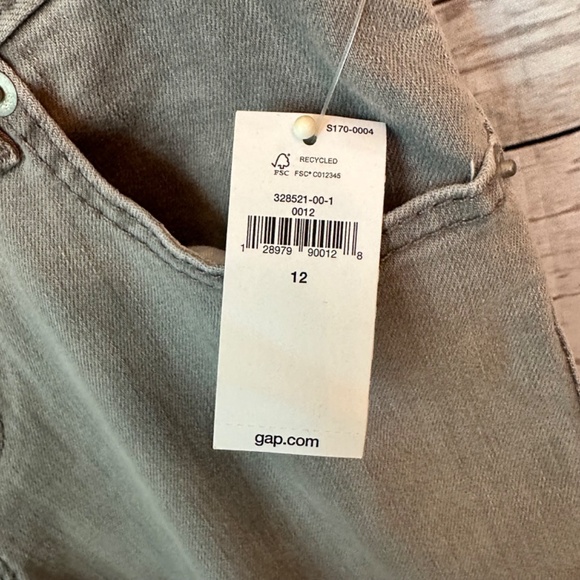 S170-0004
RECYCLED
FSC FSC® C012345
328521-00-1
0012
1 28979 90012 8
12
gap.com